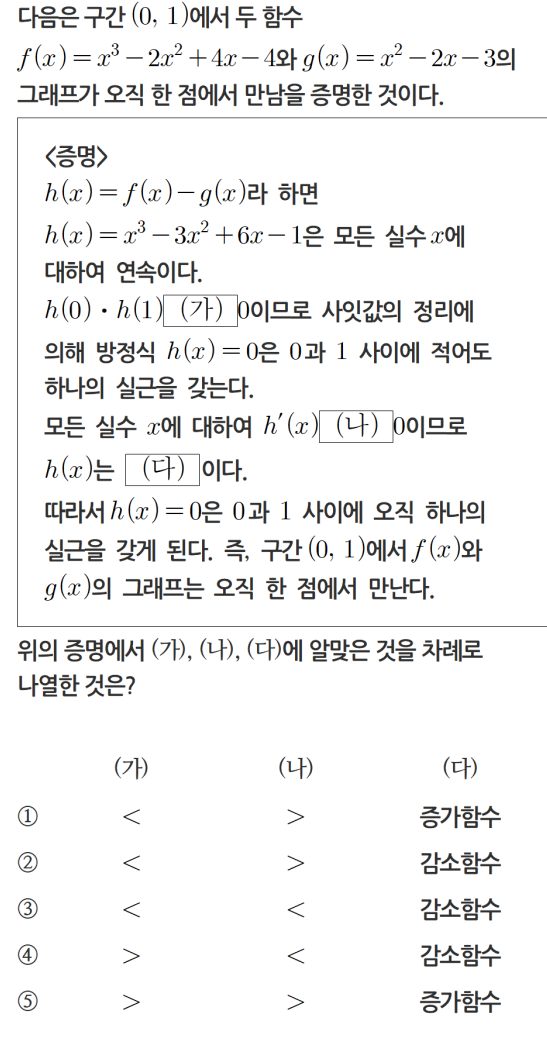 다음은 구간 (0, 1)에서 두 함수
f(x)=x³−2x²+4x−4와 g(x)=x²−2x−3의
그래프가 오직 한 점에서 만남을 증명한 것이다.
<증명>
h(x)=f(x)−g(x)라 하면
h(x)=x³−3x²+6x−1은 모든 실수 x에
대하여 연속이다.
h(0)·h(1) (가) 0이므로 사잇값의 정리에
의해 방정식 h(x)=0은 0과 1 사이에 적어도
하나의 실근을 갖는다.
모든 실수 x에 대하여 h′(x) (나) 0이므로
h(x)는 (다) 이다.
따라서 h(x)=0은 0과 1 사이에 오직 하나의
실근을 갖게 된다. 즉, 구간 (0, 1)에서 f(x)와
g(x)의 그래프는 오직 한 점에서 만난다.
위의 증명에서 (가), (나), (다)에 알맞은 것을 차례로
나열한 것은?
(가) (나) (다)
① < > 증가함수
② < > 감소함수
③ < < 감소함수
④ > < 감소함수
⑤ > > 증가함수